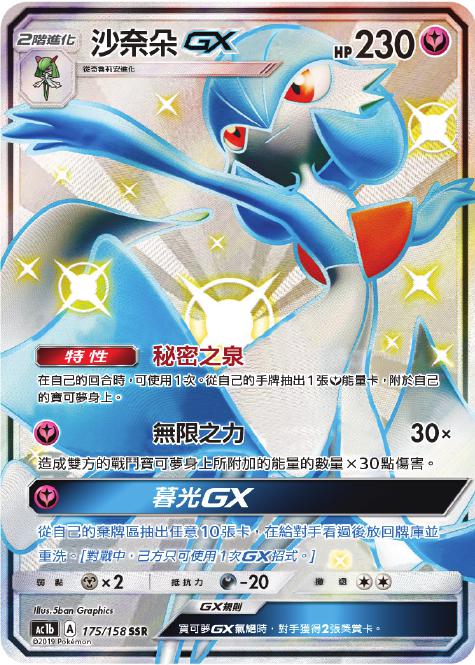 2階進化
沙奈朵GX
HP230
從奇魯莉安進化
特性 秘密之泉
在自己的回合時,可使用1次。從自己的手牌抽出1張能量卡,附於自己
的寶可夢身上。
無限之力 30×
造成雙方的戰鬥寶可夢身上所附加的能量的數量×30點傷害。
暮光GX
從自己的棄牌區抽出任意10張卡,在給對手看過後放回牌庫並
重洗。[對戰中,己方只可使用1次GX招式。]
弱點 ×2 抵抗力 -20 撤退
Illus. 5ban Graphics
GX規則
AC1b A 175/158 SSR
寶可夢GX氣絕時,對手獲得2張獎賞卡。
©2019 Pokémon